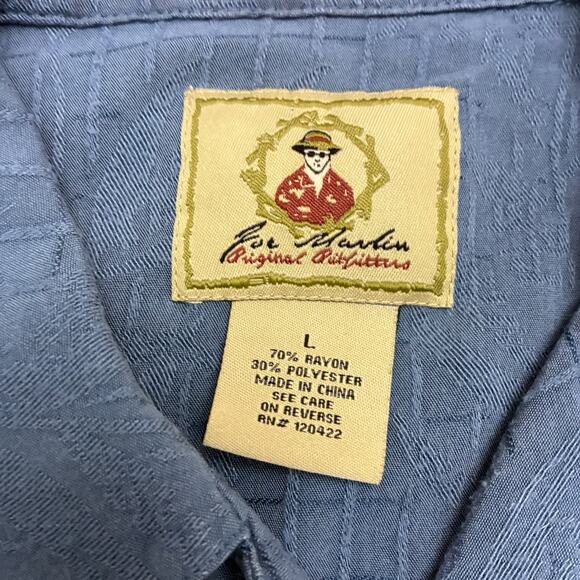 Joe Marlin
Original Outfitters
L
70% RAYON
30% POLYESTER
MADE IN CHINA
SEE CARE
ON REVERSE
RN# 120422